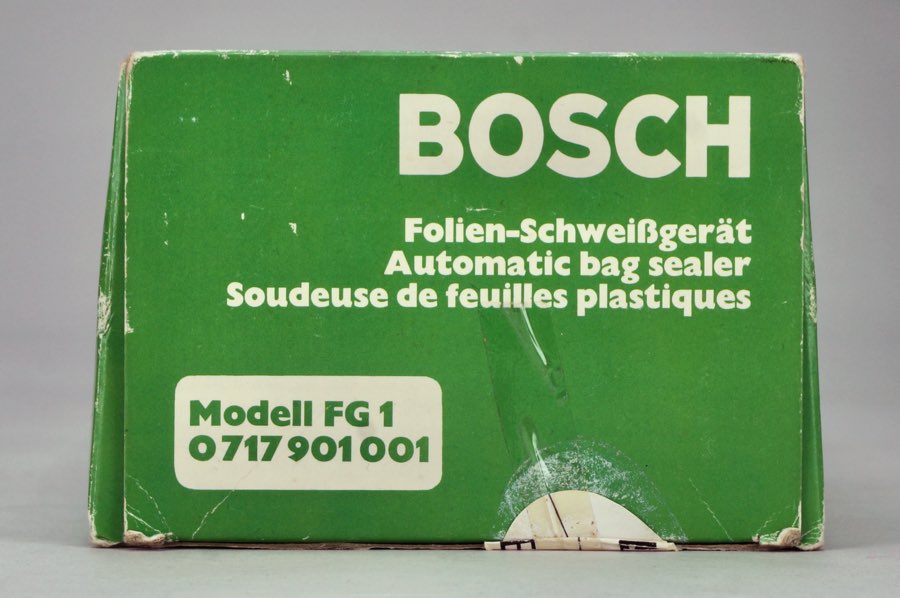 BOSCH
Folien-Schweißgerät
Automatic bag sealer
Soudeuse de feuilles plastiques
Modell FG 1
0 717 901 001